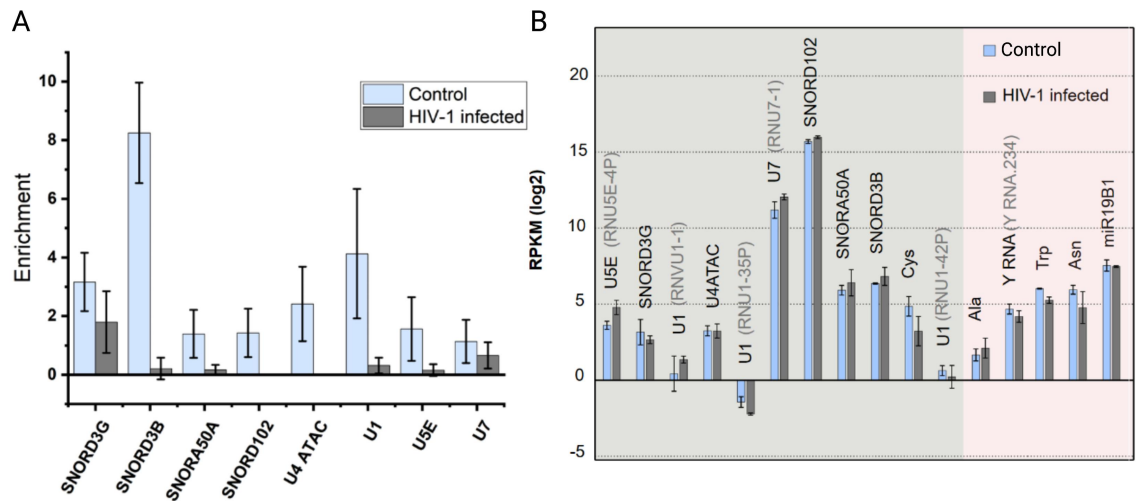 A
Enrichment
10
8
6
4
2
0
Control
HIV-1 infected
SNORD3G
SNORD3B
SNORA50A
SNORD102
U4 ATAC
U1
U5E
U7
B
RPKM (log2)
20
15
10
5
0
-5
U5E (RNU5E-4P)
SNORD3G
U1 (RNVU1-1)
U4ATAC
U1 (RNU1-35P)
U7 (RNU7-1)
SNORD102
SNORA50A
SNORD3B
Cys
U1 (RNU1-42P)
Ala
Y RNA (Y RNA.234)
Trp
Asn
miR19B1
Control
HIV-1 infected